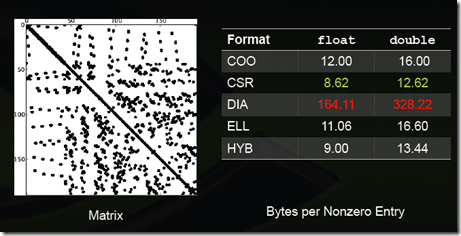 0 50 100 150
0
50
100
150
Matrix
Format float double
COO 12.00 16.00
CSR 8.62 12.62
DIA 164.11 328.22
ELL 11.06 16.60
HYB 9.00 13.44
Bytes per Nonzero Entry